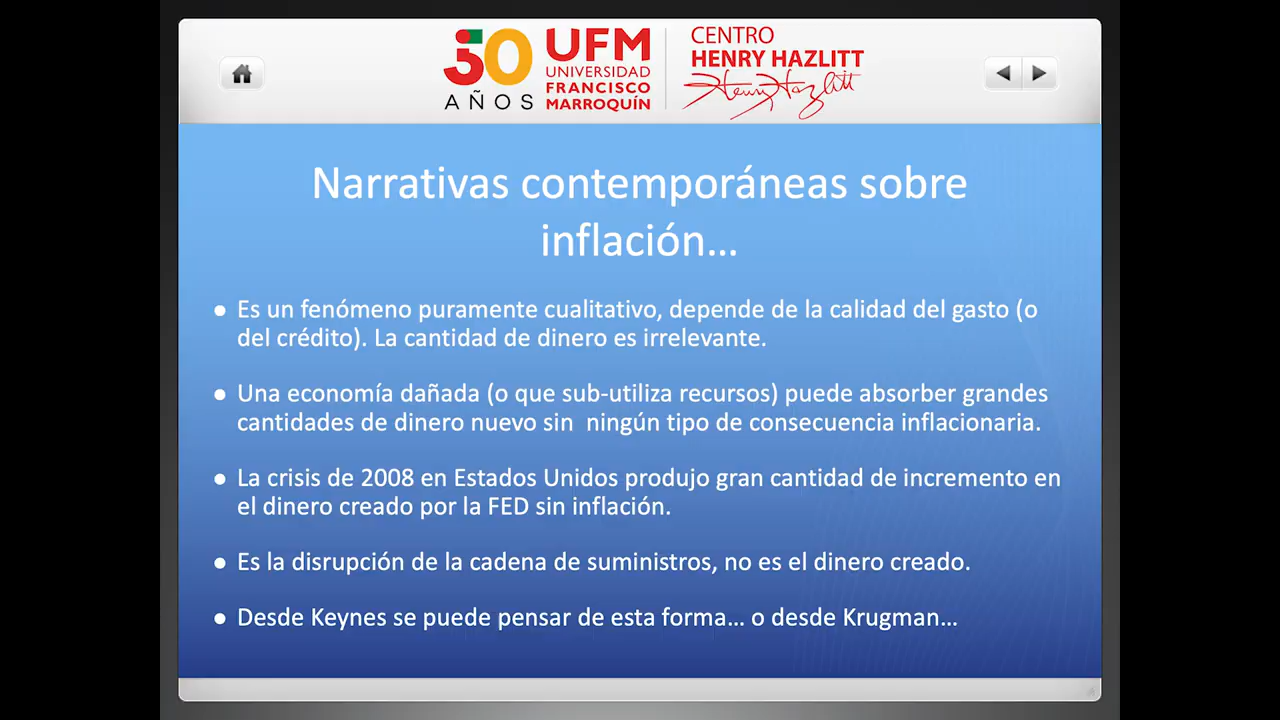 50 AÑOS
UFM
UNIVERSIDAD
FRANCISCO
MARROQUÍN
CENTRO
HENRY HAZLITT
Henry Hazlitt
Narrativas contemporáneas sobre
inflación...
• Es un fenómeno puramente cualitativo, depende de la calidad del gasto (o
del crédito). La cantidad de dinero es irrelevante.
• Una economía dañada (o que sub-utiliza recursos) puede absorber grandes
cantidades de dinero nuevo sin  ningún tipo de consecuencia inflacionaria.
• La crisis de 2008 en Estados Unidos produjo gran cantidad de incremento en
el dinero creado por la FED sin inflación.
• Es la disrupción de la cadena de suministros, no es el dinero creado.
• Desde Keynes se puede pensar de esta forma... o desde Krugman...